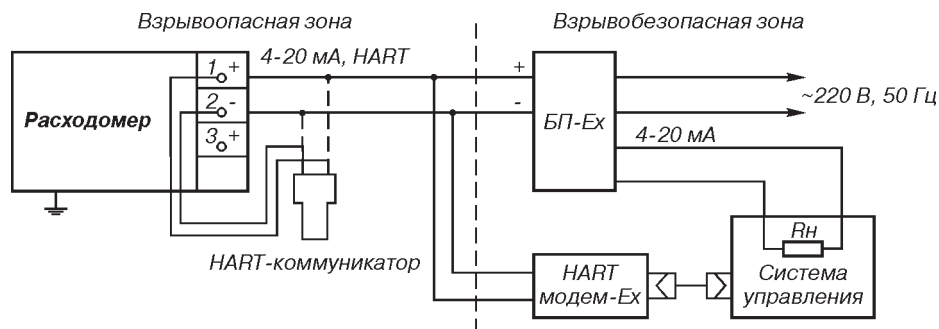 Взрывоопасная зона
Взрывобезопасная зона
4-20 мА, HART
1 +
2 -
3 +
Расходомер
+
-
БП-Ex
~220 В, 50 Гц
4-20 мА
Rн
HART-коммуникатор
HART
модем-Ex
Система
управления